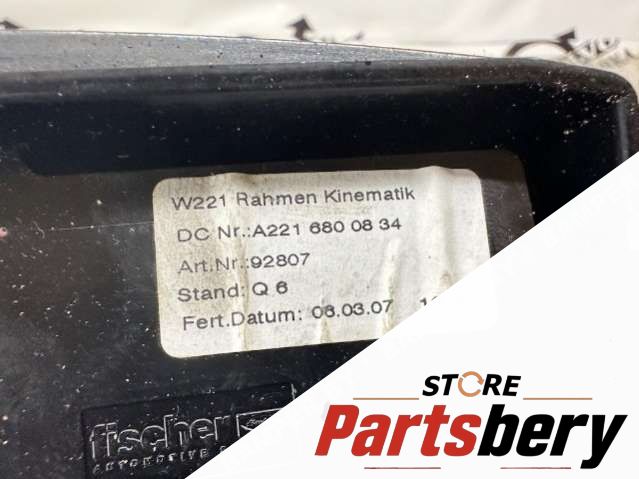 W221 Rahmen Kinematik
DC Nr.:A221 680 08 34
Art.Nr.:92807
Stand: Q 6
Fert.Datum: 08.03.07
fischer
AUTOMOTIVE
STORE
Partsbery